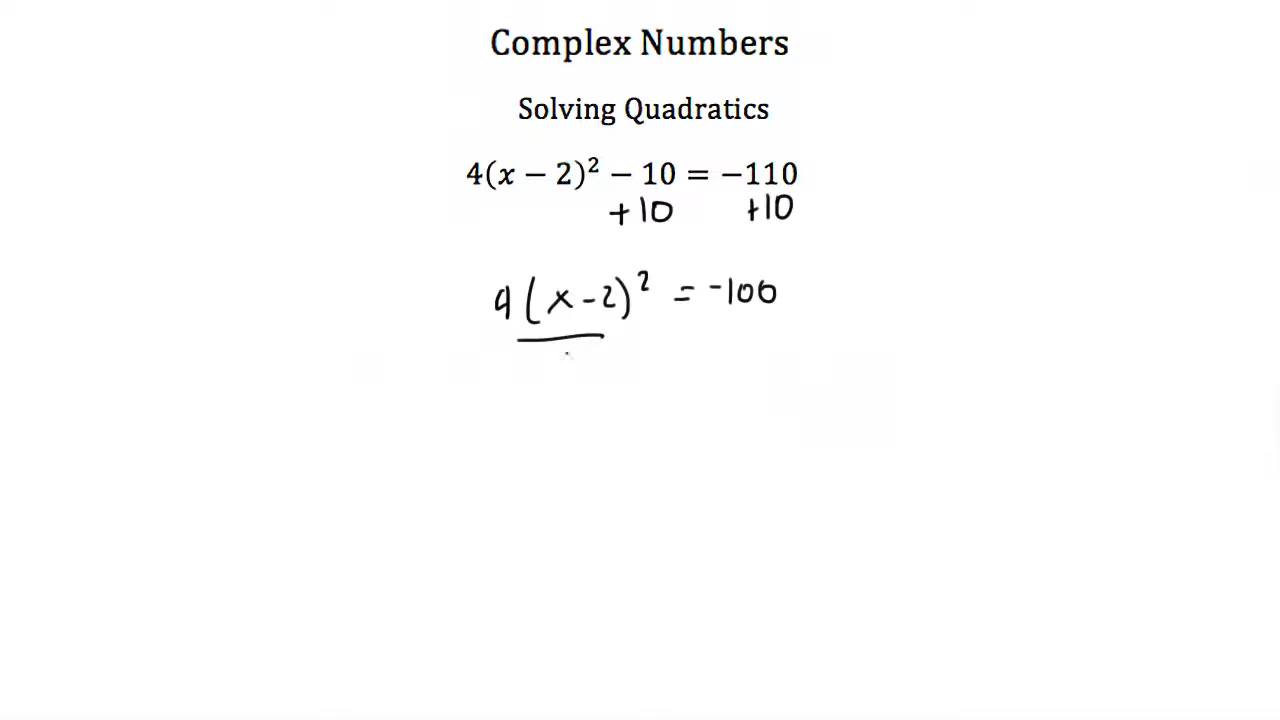 Complex Numbers
Solving Quadratics
4(x − 2)² − 10 = −110
+10 +10
4(x-2)² = -100